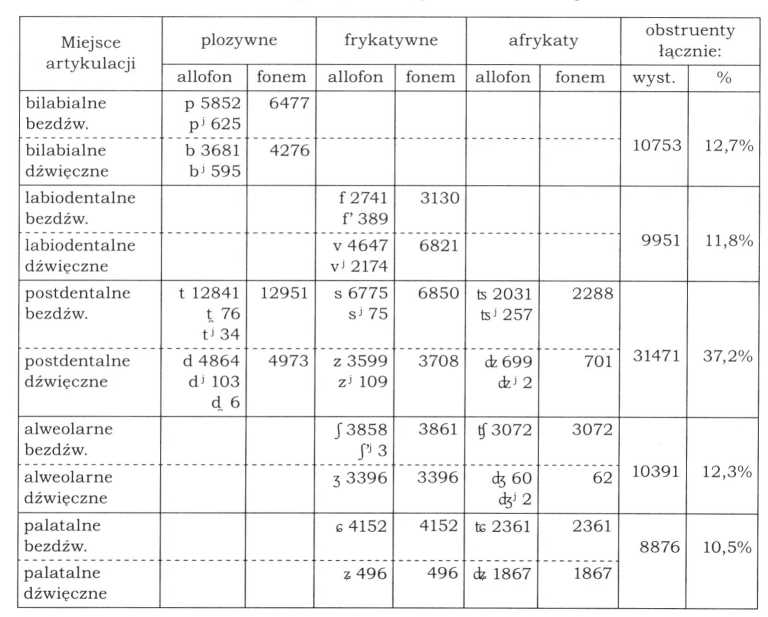 Miejsce artykulacji | plozywne | frykatywne | afrykaty | obstruenty łącznie:
allofon | fonem | allofon | fonem | allofon | fonem | wyst. | %
bilabialne p 5852 6477
bezdźw. pʲ 625
10753 12,7%
bilabialne b 3681 4276
dźwięczne bʲ 595
labiodentalne f 2741 3130
bezdźw. f’ 389
9951 11,8%
labiodentalne v 4647 6821
dźwięczne vʲ 2174
postdentalne t 12841 12951 s 6775 6850 ʦ 2031 2288
bezdźw. t̠ 76 sʲ 75 ʦʲ 257
tʲ 34
31471 37,2%
postdentalne d 4864 4973 z 3599 3708 ʣ 699 701
dźwięczne dʲ 103 zʲ 109 ʣʲ 2
d̠ 6
alweolarne ʃ 3858 3861 ʧ 3072 3072
bezdźw. ʃʲ 3
10391 12,3%
alweolarne ʒ 3396 3396 ʤ 60 62
dźwięczne ʤʲ 2
palatalne ɕ 4152 4152 ʨ 2361 2361
bezdźw.
8876 10,5%
palatalne ʑ 496 496 ʥ 1867 1867
dźwięczne